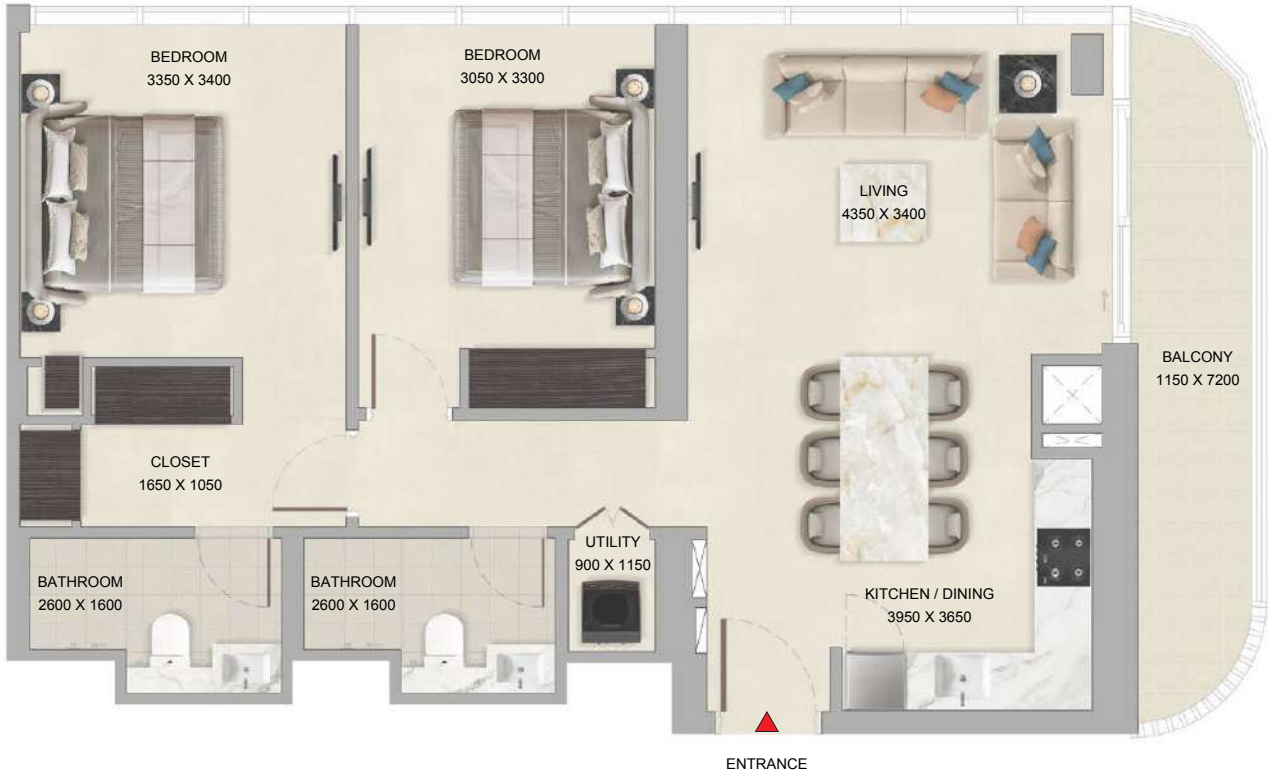 BEDROOM
3350 X 3400
BEDROOM
3050 X 3300
LIVING
4350 X 3400
BALCONY
1150 X 7200
CLOSET
1650 X 1050
UTILITY
900 X 1150
BATHROOM
2600 X 1600
BATHROOM
2600 X 1600
KITCHEN / DINING
3950 X 3650
ENTRANCE